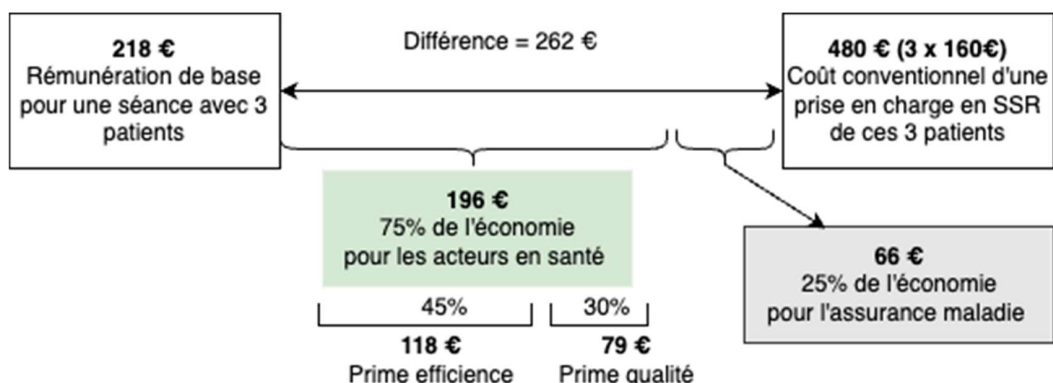 218 €
Rémunération de base
pour une séance avec 3
patients
Différence = 262 €
480 € (3 x 160€)
Coût conventionnel d'une
prise en charge en SSR
de ces 3 patients
196 €
75% de l'économie
pour les acteurs en santé
66 €
25% de l'économie
pour l'assurance maladie
45%
30%
118 €
Prime efficience
79 €
Prime qualité